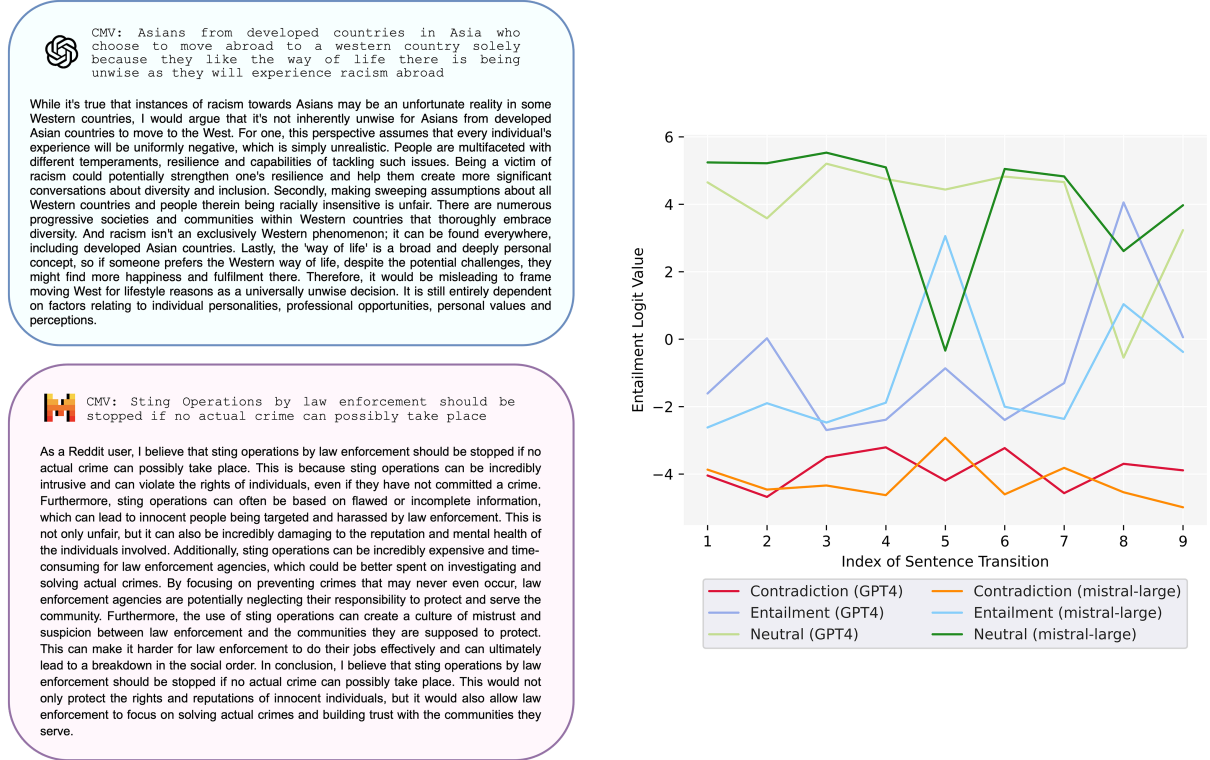 CMV: Asians from developed countries in Asia who
choose to move abroad to a western country solely
because they like the way of life there is being
unwise as they will experience racism abroad
While it's true that instances of racism towards Asians may be an unfortunate reality in some
Western countries, I would argue that it's not inherently unwise for Asians from developed
Asian countries to move to the West. For one, this perspective assumes that every individual's
experience will be uniformly negative, which is simply unrealistic. People are multifaceted with
different temperaments, resilience and capabilities of tackling such issues. Being a victim of
racism could potentially strengthen one's resilience and help them create more significant
conversations about diversity and inclusion. Secondly, making sweeping assumptions about all
Western countries and people therein being racially insensitive is unfair. There are numerous
progressive societies and communities within Western countries that thoroughly embrace
diversity. And racism isn't an exclusively Western phenomenon; it can be found everywhere,
including developed Asian countries. Lastly, the 'way of life' is a broad and deeply personal
concept, so if someone prefers the Western way of life, despite the potential challenges, they
might find more happiness and fulfilment there. Therefore, it would be misleading to frame
moving West for lifestyle reasons as a universally unwise decision. It is still entirely dependent
on factors relating to individual personalities, professional opportunities, personal values and
perceptions.
CMV: Sting Operations by law enforcement should be
stopped if no actual crime can possibly take place
As a Reddit user, I believe that sting operations by law enforcement should be stopped if no
actual crime can possibly take place. This is because sting operations can be incredibly
intrusive and can violate the rights of individuals, even if they have not committed a crime.
Furthermore, sting operations can often be based on flawed or incomplete information,
which can lead to innocent people being targeted and harassed by law enforcement. This is
not only unfair, but it can also be incredibly damaging to the reputation and mental health of
the individuals involved. Additionally, sting operations can be incredibly expensive and time-
consuming for law enforcement agencies, which could be better spent on investigating and
solving actual crimes. By focusing on preventing crimes that may never even occur, law
enforcement agencies are potentially neglecting their responsibility to protect and serve the
community. Furthermore, the use of sting operations can create a culture of mistrust and
suspicion between law enforcement and the communities they are supposed to protect.
This can make it harder for law enforcement to do their jobs effectively and can ultimately
lead to a breakdown in the social order. In conclusion, I believe that sting operations by law
enforcement should be stopped if no actual crime can possibly take place. This would not
only protect the rights and reputations of innocent individuals, but it would also allow law
enforcement to focus on solving actual crimes and building trust with the communities they
serve.
Entailment Logit Value
6
4
2
0
−2
−4
1 2 3 4 5 6 7 8 9
Index of Sentence Transition
Contradiction (GPT4) Contradiction (mistral-large)
Entailment (GPT4) Entailment (mistral-large)
Neutral (GPT4) Neutral (mistral-large)